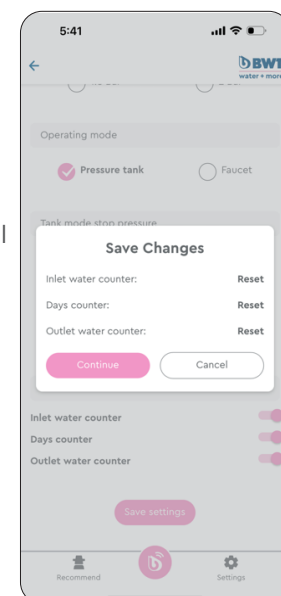 5:41
BWT
water + more
Operating mode
Pressure tank Faucet
Tank mode stop pressure
Save Changes
Inlet water counter: Reset
Days counter: Reset
Outlet water counter: Reset
Continue Cancel
Inlet water counter
Days counter
Outlet water counter
Save settings
Recommend Settings